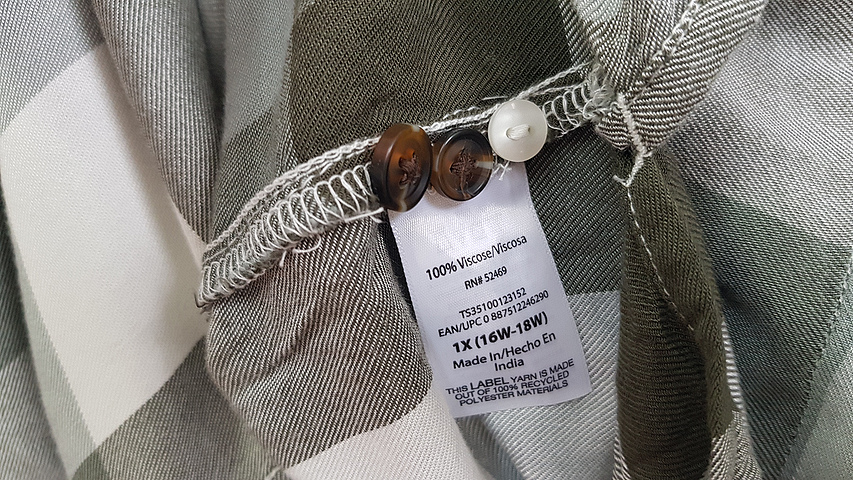 100% Viscose/Viscosa
RN# 52469
TS35100123152
EAN/UPC 0 887512246290
1X (16W-18W)
Made In/Hecho En
India
THIS LABEL YARN IS MADE
OUT OF 100% RECYCLED
POLYESTER MATERIALS